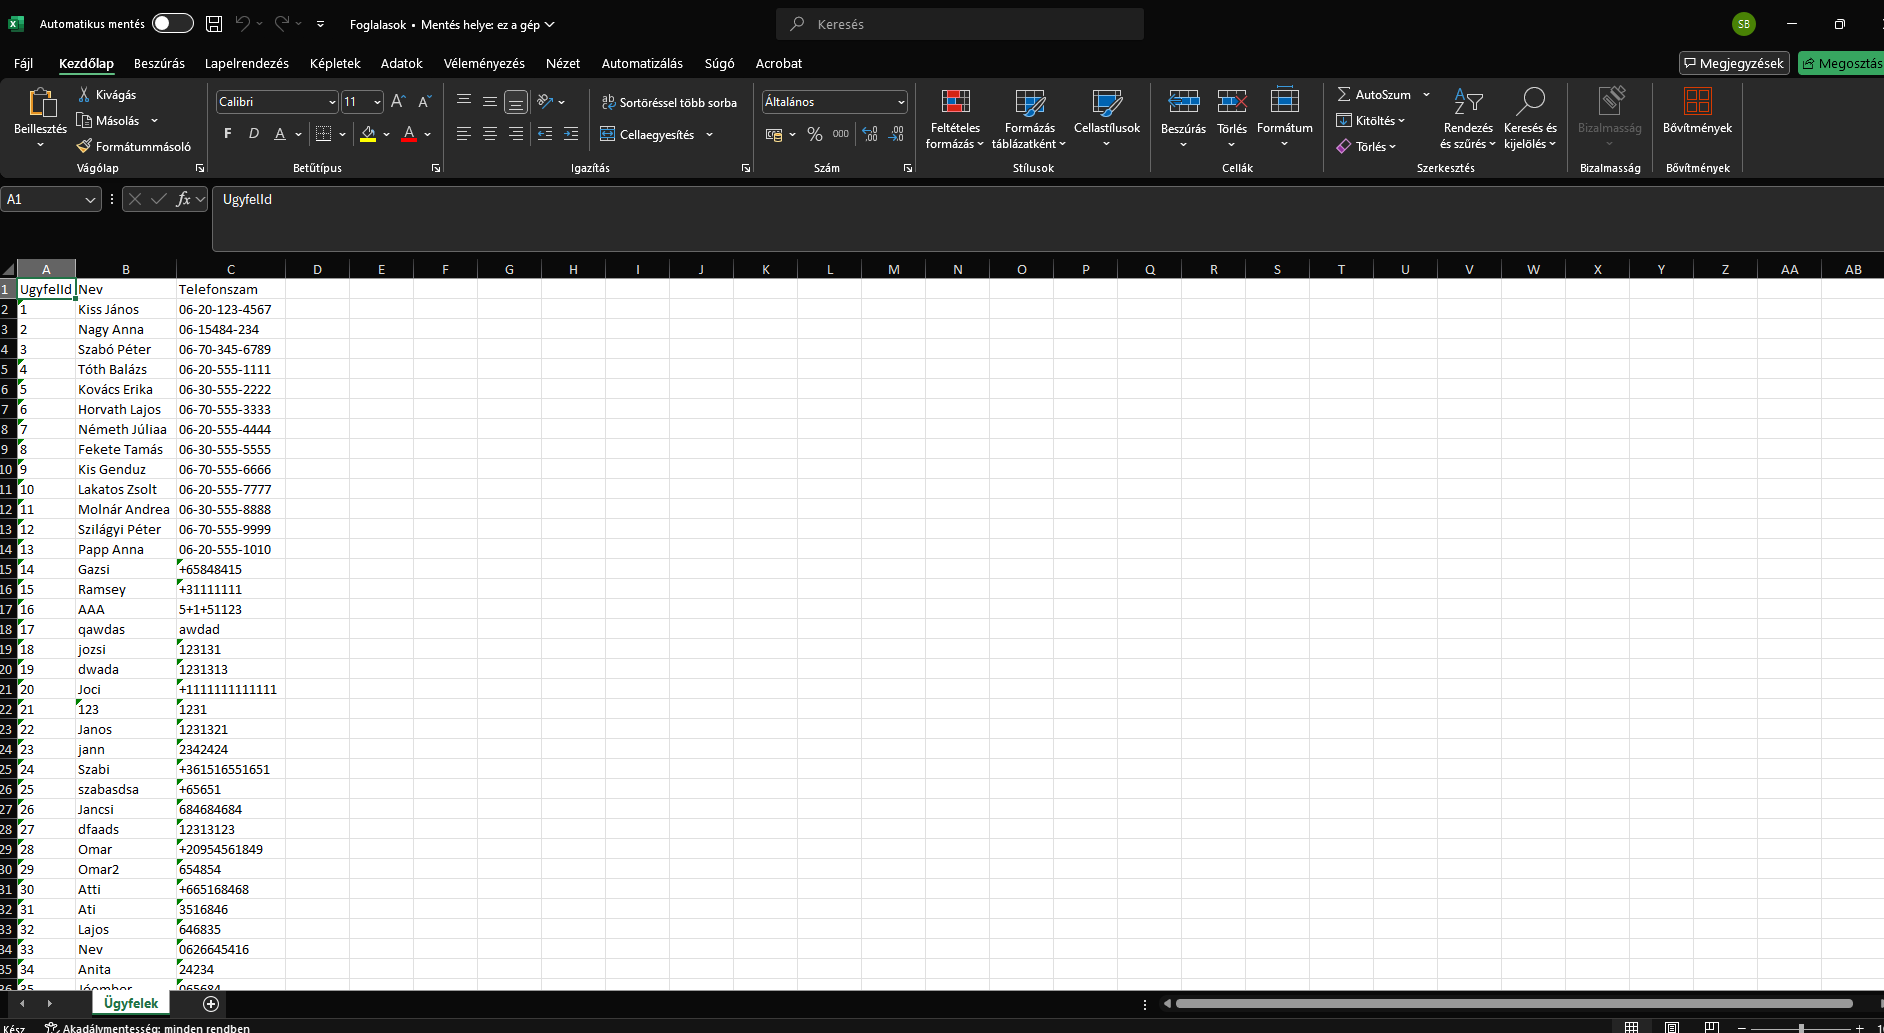 Automatikus mentés
Foglalasok • Mentés helye: ez a gép
Keresés
SB
Fájl Kezdőlap Beszúrás Lapelrendezés Képletek Adatok Véleményezés Nézet Automatizálás Súgó Acrobat
Megjegyzések Megosztás
Beillesztés
Kivágás
Másolás
Formátummásoló
Vágólap
Calibri 11
F D A
Betűtípus
Sortöréssel több sorba
Cellaegyesítés
Igazítás
Általános
% 000
Szám
Feltételes formázás
Formázás táblázatként
Cellastílusok
Stílusok
Beszúrás Törlés Formátum
Cellák
AutoSzum
Kitöltés
Törlés
Rendezés és szűrés
Keresés és kijelölés
Szerkesztés
Bizalmasság
Bizalmasság
Bővítmények
Bővítmények
A1 fx UgyfelId
A B C D E F G H I J K L M N O P Q R S T U V W X Y Z AA AB
1 UgyfelId Nev Telefonszam
2 1 Kiss János 06-20-123-4567
3 2 Nagy Anna 06-15484-234
4 3 Szabó Péter 06-70-345-6789
5 4 Tóth Balázs 06-20-555-1111
6 5 Kovács Erika 06-30-555-2222
7 6 Horvath Lajos 06-70-555-3333
8 7 Németh Júliaa 06-20-555-4444
9 8 Fekete Tamás 06-30-555-5555
10 9 Kis Genduz 06-70-555-6666
11 10 Lakatos Zsolt 06-20-555-7777
12 11 Molnár Andrea 06-30-555-8888
13 12 Szilágyi Péter 06-70-555-9999
14 13 Papp Anna 06-20-555-1010
15 14 Gazsi +65848415
16 15 Ramsey +31111111
17 16 AAA 5+1+51123
18 17 qawdas awdad
19 18 jozsi 123131
20 19 dwada 1231313
21 20 Joci +1111111111111
22 21 123 1231
23 22 Janos 1231321
24 23 jann 2342424
25 24 Szabi +361516551651
26 25 szabasdsa +65651
27 26 Jancsi 684684684
28 27 dfaads 12313123
29 28 Omar +20954561849
30 29 Omar2 654854
31 30 Atti +665168468
32 31 Ati 3516846
33 32 Lajos 646835
34 33 Nev 0626645416
35 34 Anita 24234
36 35 065684
Ügyfelek
Kész Akadálymentesség: minden rendben